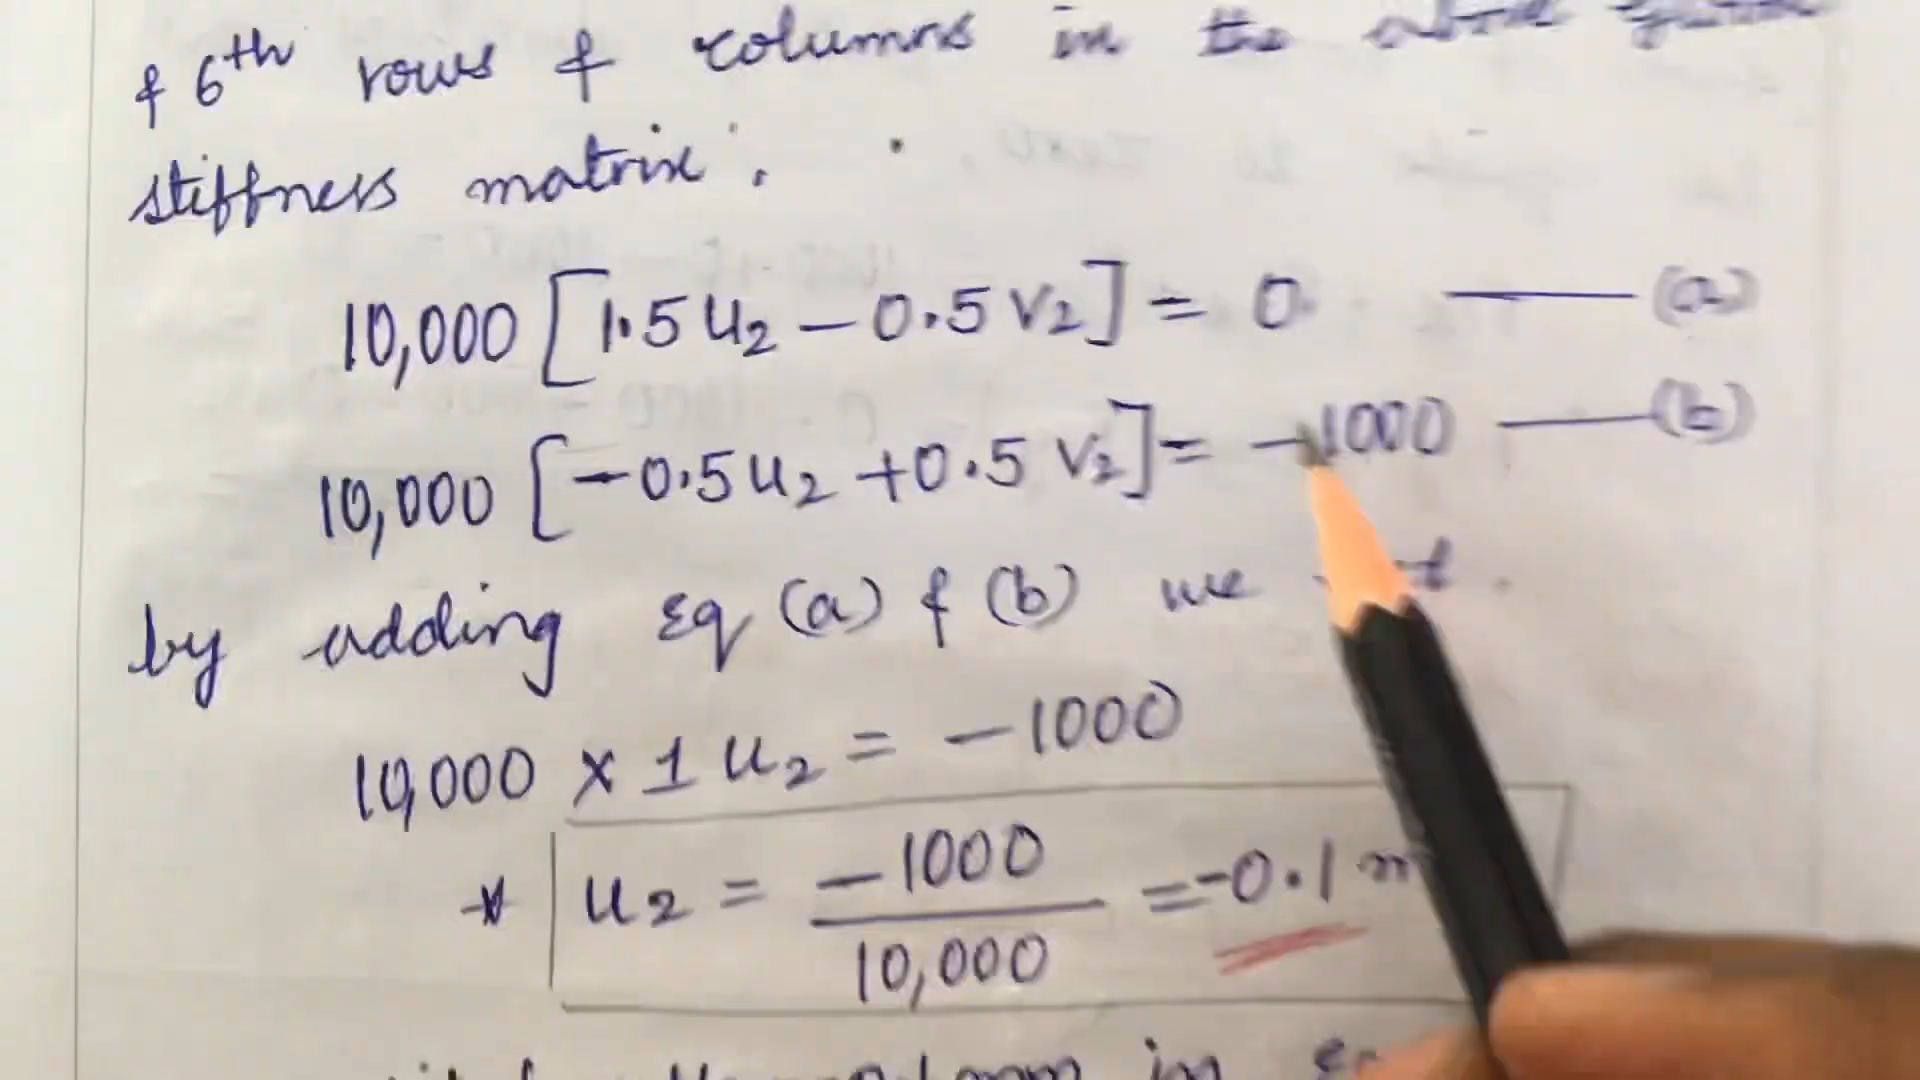 & 6th rows & columns in the above
stiffness matrix.
10,000 [1.5 u₂ – 0.5 v₂] = 0 —— (a)
10,000 [–0.5 u₂ + 0.5 v₂] = –1000 —— (b)
by adding Eq (a) & (b) we
10,000 × 1 u₂ = –1000
* u₂ = –1000/10,000 = –0.1
in